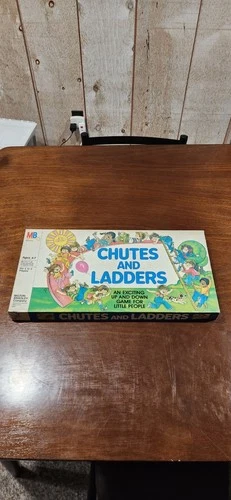 MB
CHUTES
AND
LADDERS
AN EXCITING
UP AND DOWN
GAME FOR
LITTLE PEOPLE
CHUTES AND LADDERS